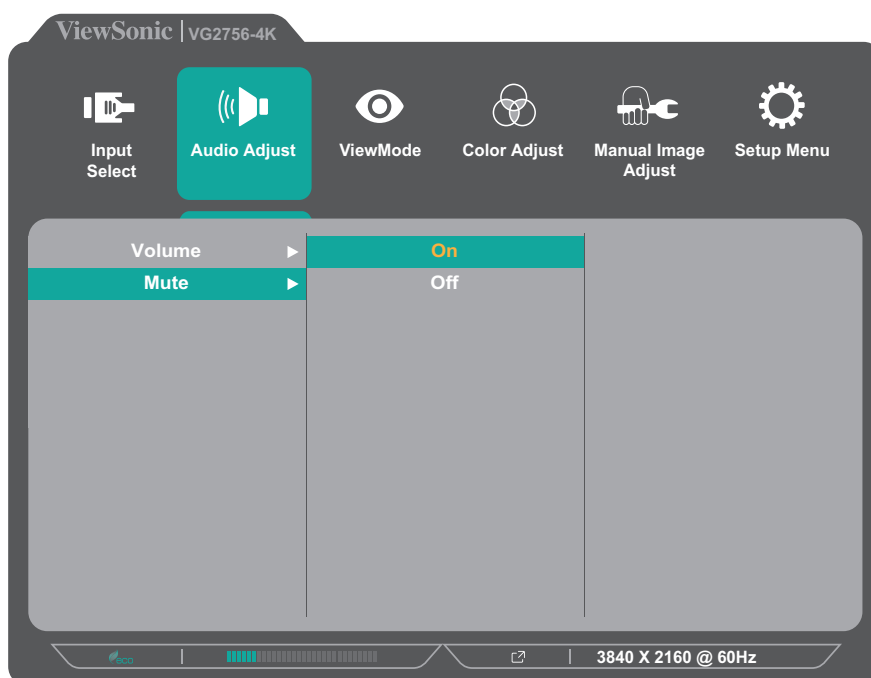 ViewSonic | VG2756-4K
Input Select
Audio Adjust
ViewMode
Color Adjust
Manual Image Adjust
Setup Menu
Volume
On
Mute
Off
eco
3840 X 2160 @ 60Hz